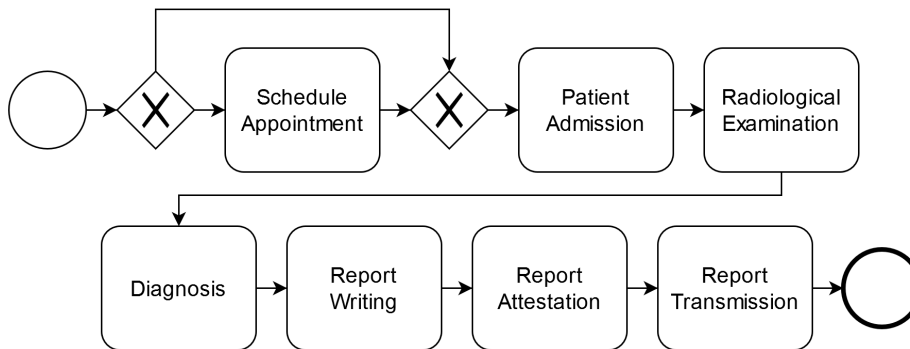 Schedule
Appointment
Patient
Admission
Radiological
Examination
Diagnosis
Report
Writing
Report
Attestation
Report
Transmission